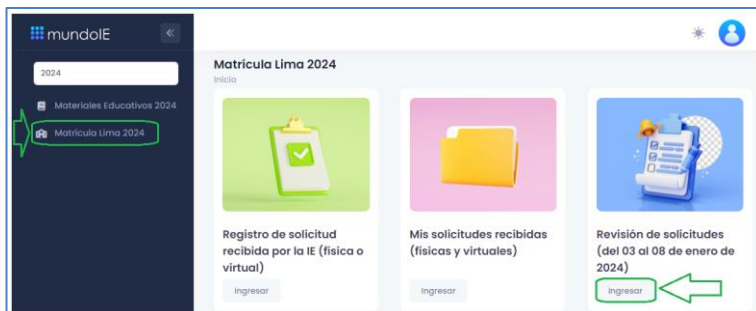 mundoIE
«
2024
Materiales Educativos 2024
Matrícula Lima 2024
Matrícula Lima 2024
Inicio
Registro de solicitud
recibida por la IE (física o
virtual)
Ingresar
Mis solicitudes recibidas
(físicas y virtuales)
Ingresar
Revisión de solicitudes
(del 03 al 08 de enero de
2024)
Ingresar